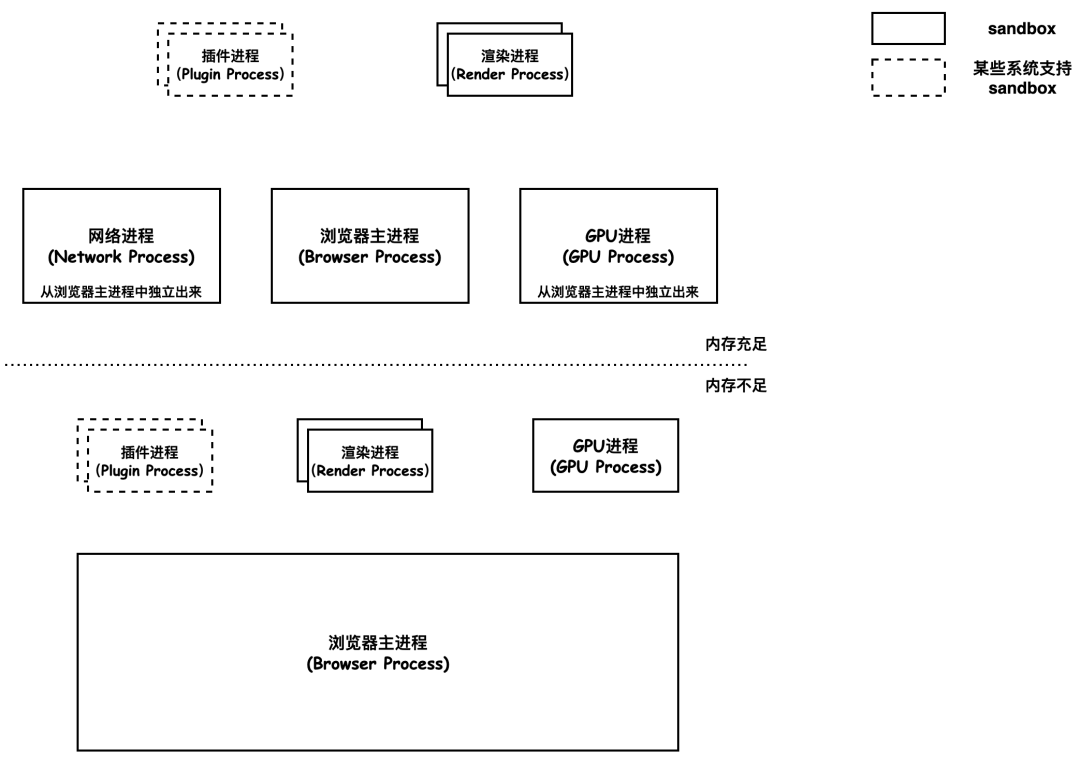 插件进程
(Plugin Process)
渲染进程
(Render Process)
sandbox
某些系统支持
sandbox
网络进程
(Network Process)
从浏览器主进程中独立出来
浏览器主进程
(Browser Process)
GPU进程
(GPU Process)
从浏览器主进程中独立出来
内存充足
内存不足
插件进程
(Plugin Process)
渲染进程
(Render Process)
GPU进程
(GPU Process)
浏览器主进程
(Browser Process)